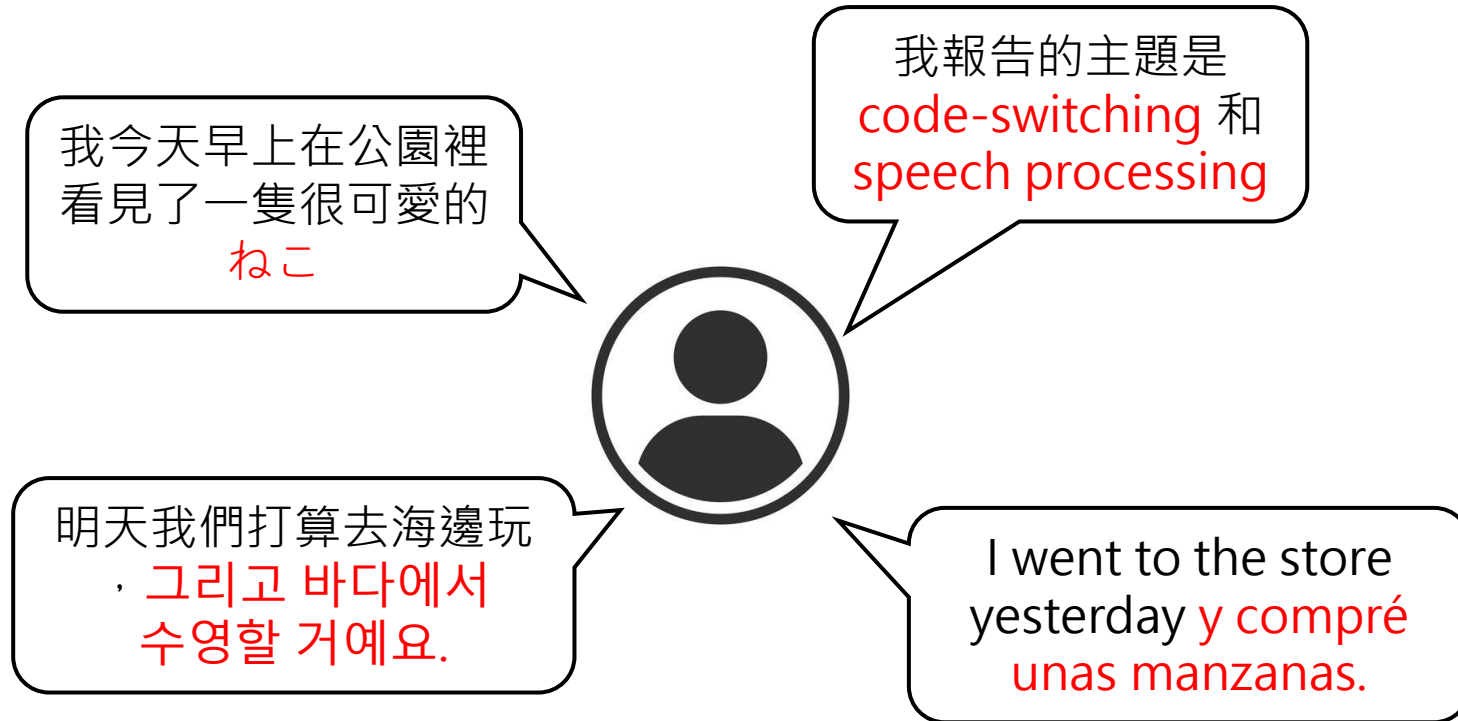 我今天早上在公園裡
看見了一隻很可愛的
ねこ
我報告的主題是
code-switching 和
speech processing
明天我們打算去海邊玩
，그리고 바다에서
수영할 거예요.
I went to the store
yesterday y compré
unas manzanas.